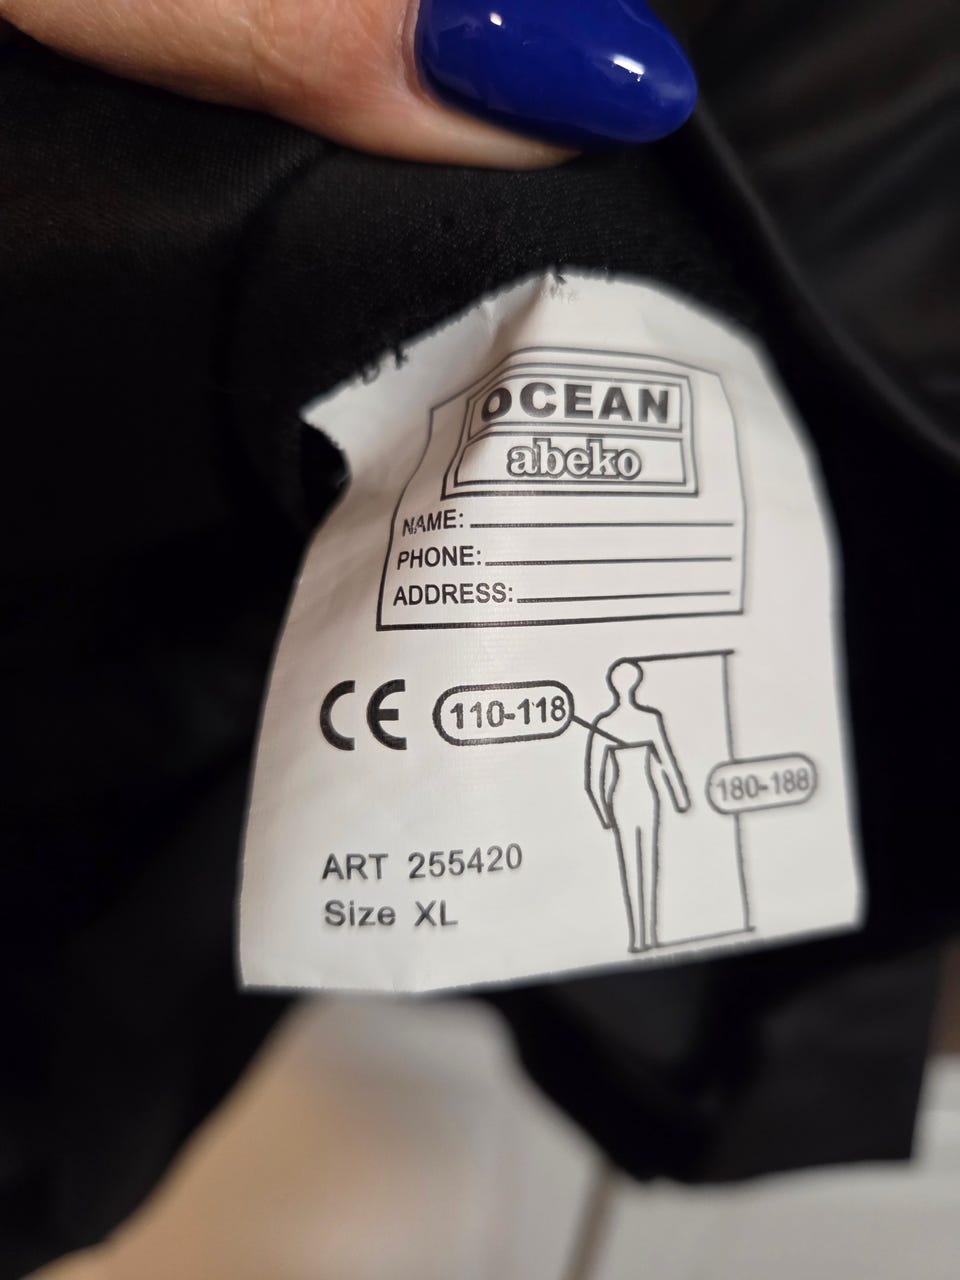 OCEAN
abeko
NAME:
PHONE:
ADDRESS:
CE 110-118
180-188
ART 255420
Size XL